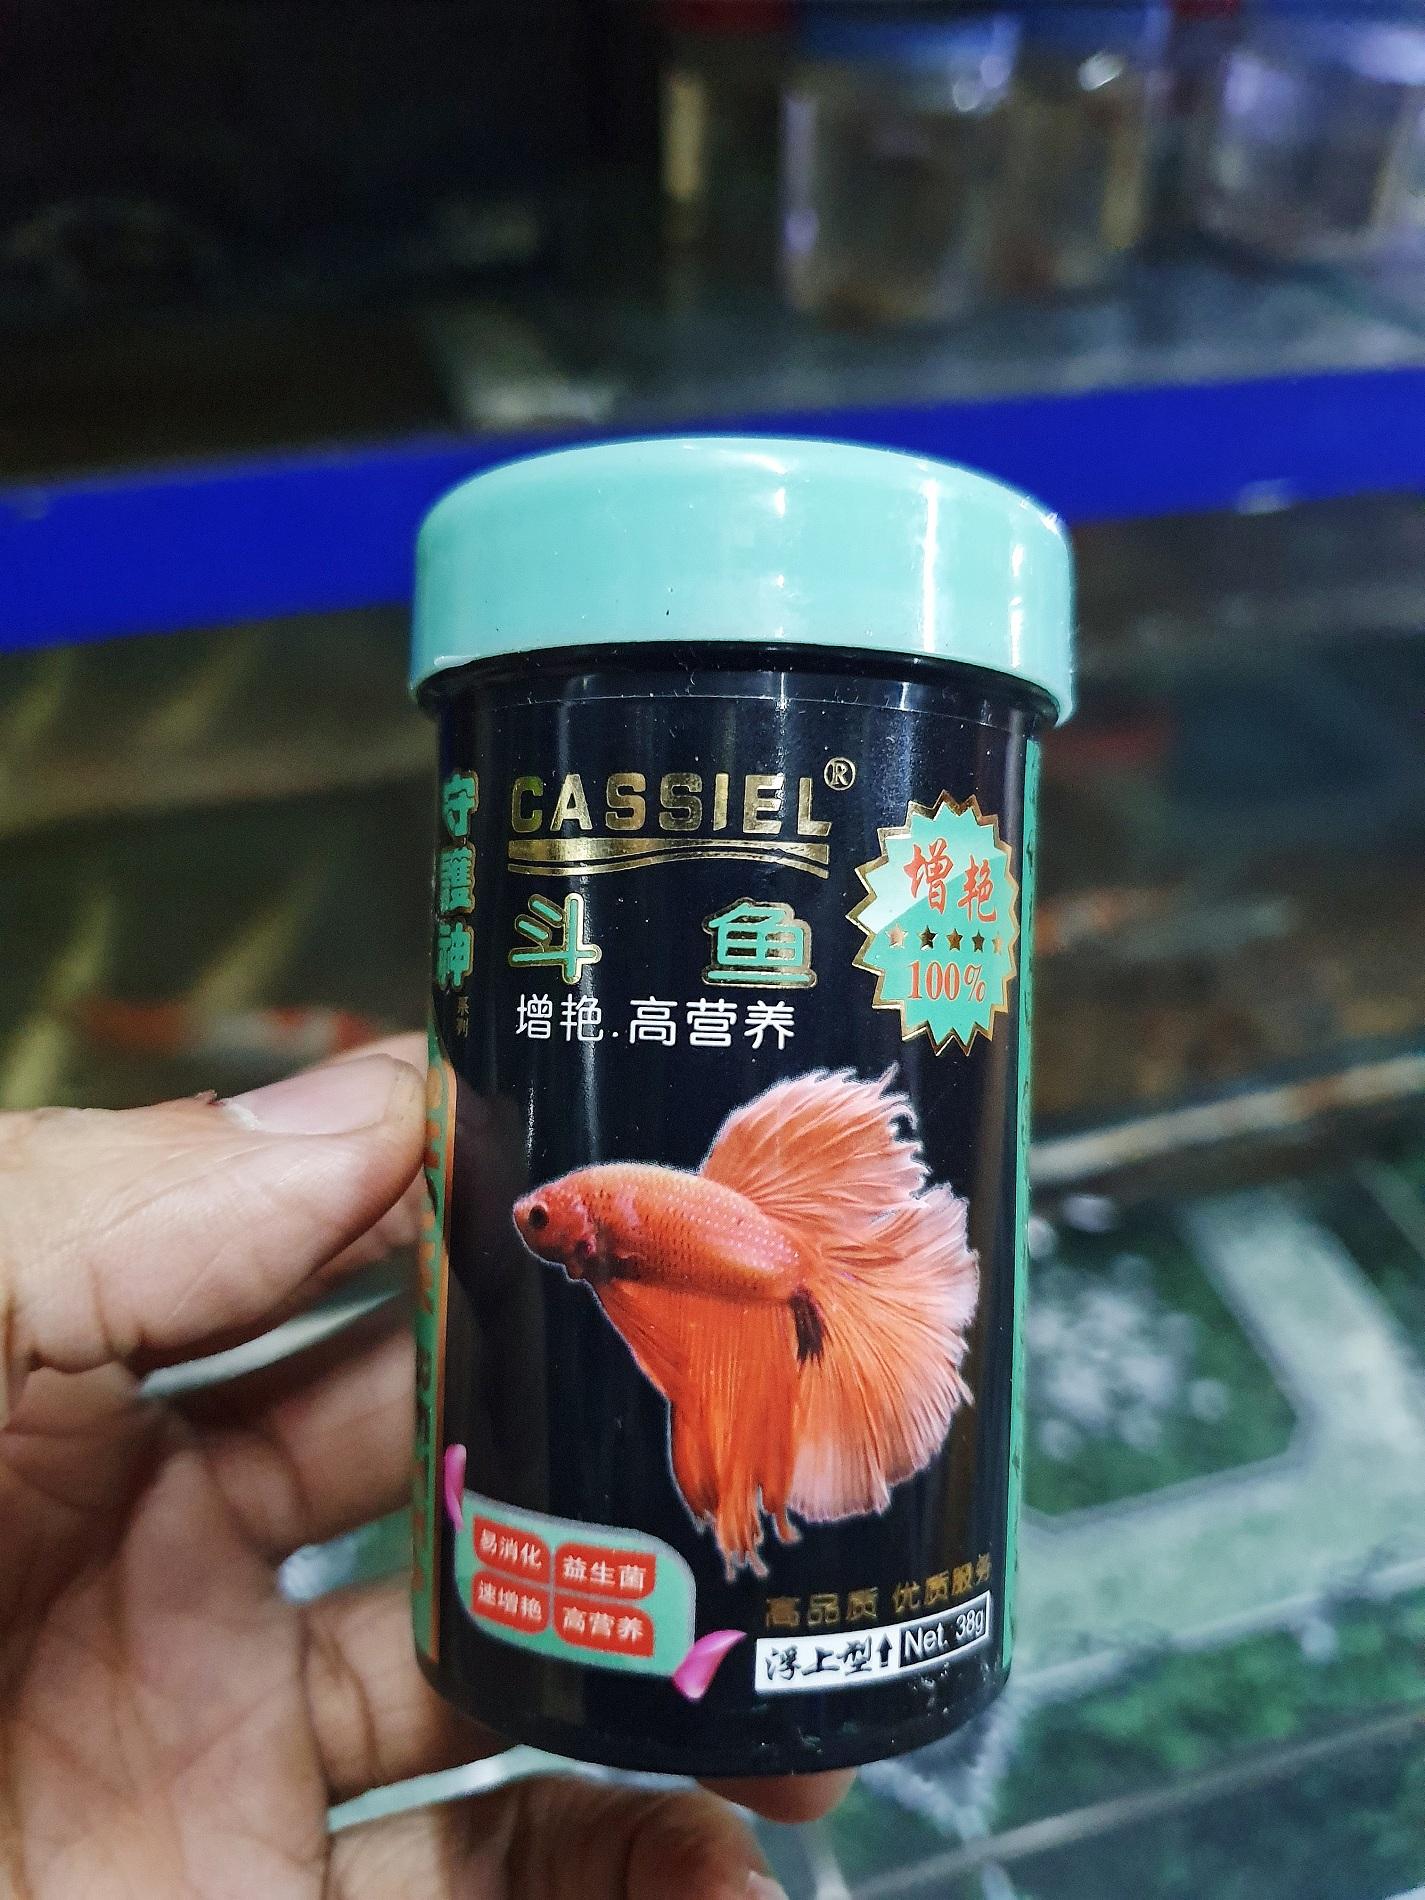 CASSIEL®
守護神
系列
斗鱼
增艳.高营养
增艳
100%
易消化 益生菌
速增艳 高营养
高品质 优质服务
浮上型 Net. 38g